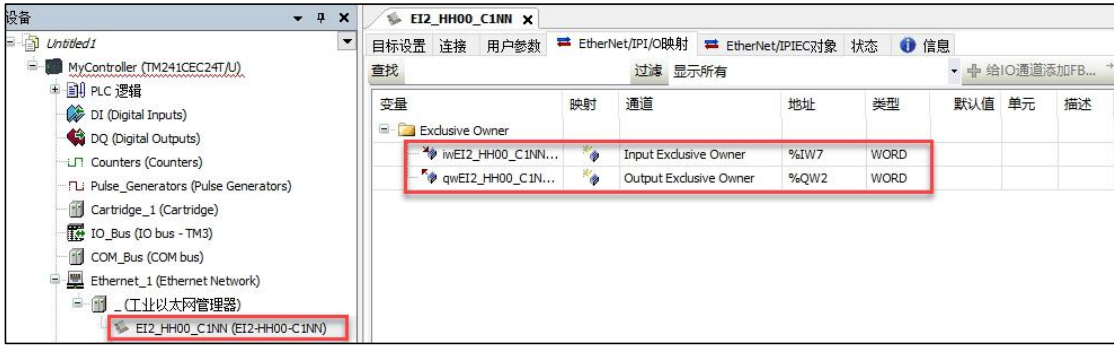 设备
Untitled1
MyController (TM241CEC24T/U)
PLC 逻辑
DI (Digital Inputs)
DQ (Digital Outputs)
Counters (Counters)
Pulse_Generators (Pulse Generators)
Cartridge_1 (Cartridge)
IO_Bus (IO bus - TM3)
COM_Bus (COM bus)
Ethernet_1 (Ethernet Network)
_ (工业以太网管理器)
EI2_HH00_C1NN (EI2-HH00-C1NN)
EI2_HH00_C1NN
目标设置 连接 用户参数 EtherNet/IPI/O映射 EtherNet/IPIEC对象 状态 信息
查找 过滤 显示所有 给IO通道添加FB...
变量 映射 通道 地址 类型 默认值 单元 描述
Exclusive Owner
iwEI2_HH00_C1NN... Input Exclusive Owner %IW7 WORD
qwEI2_HH00_C1N... Output Exclusive Owner %QW2 WORD